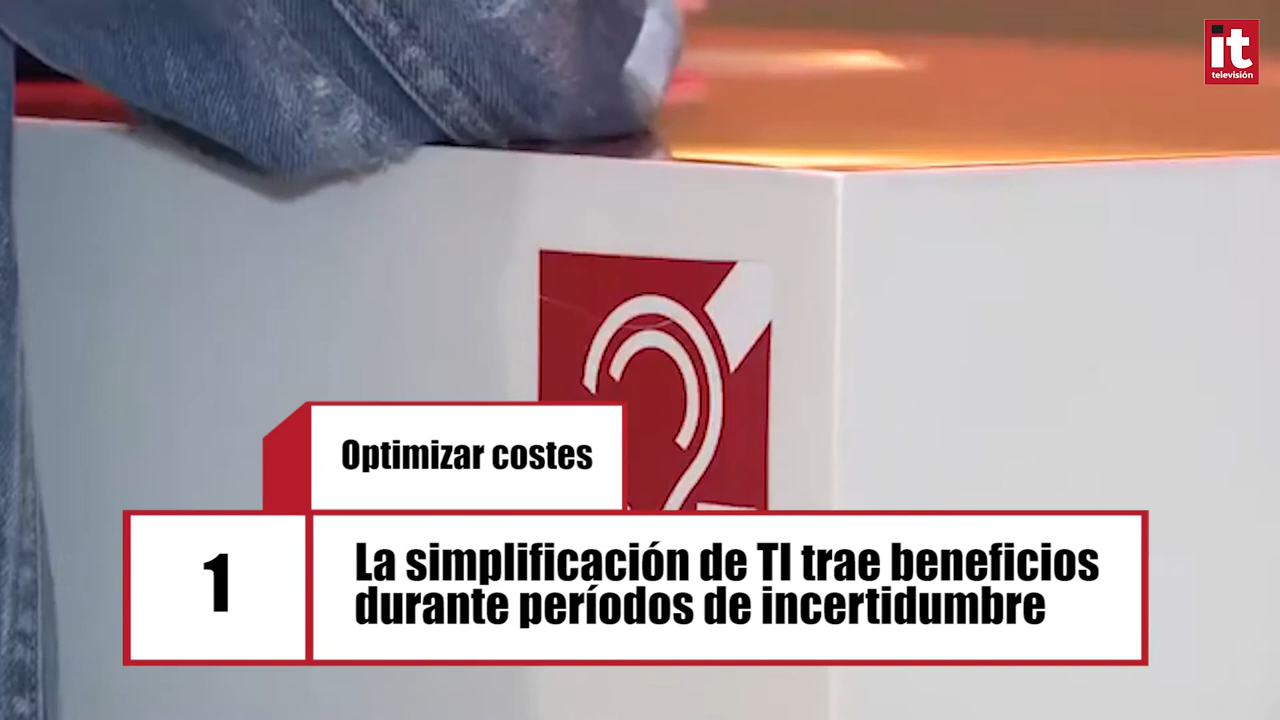 it
televisión
Optimizar costes
1
La simplificación de TI trae beneficios
durante períodos de incertidumbre